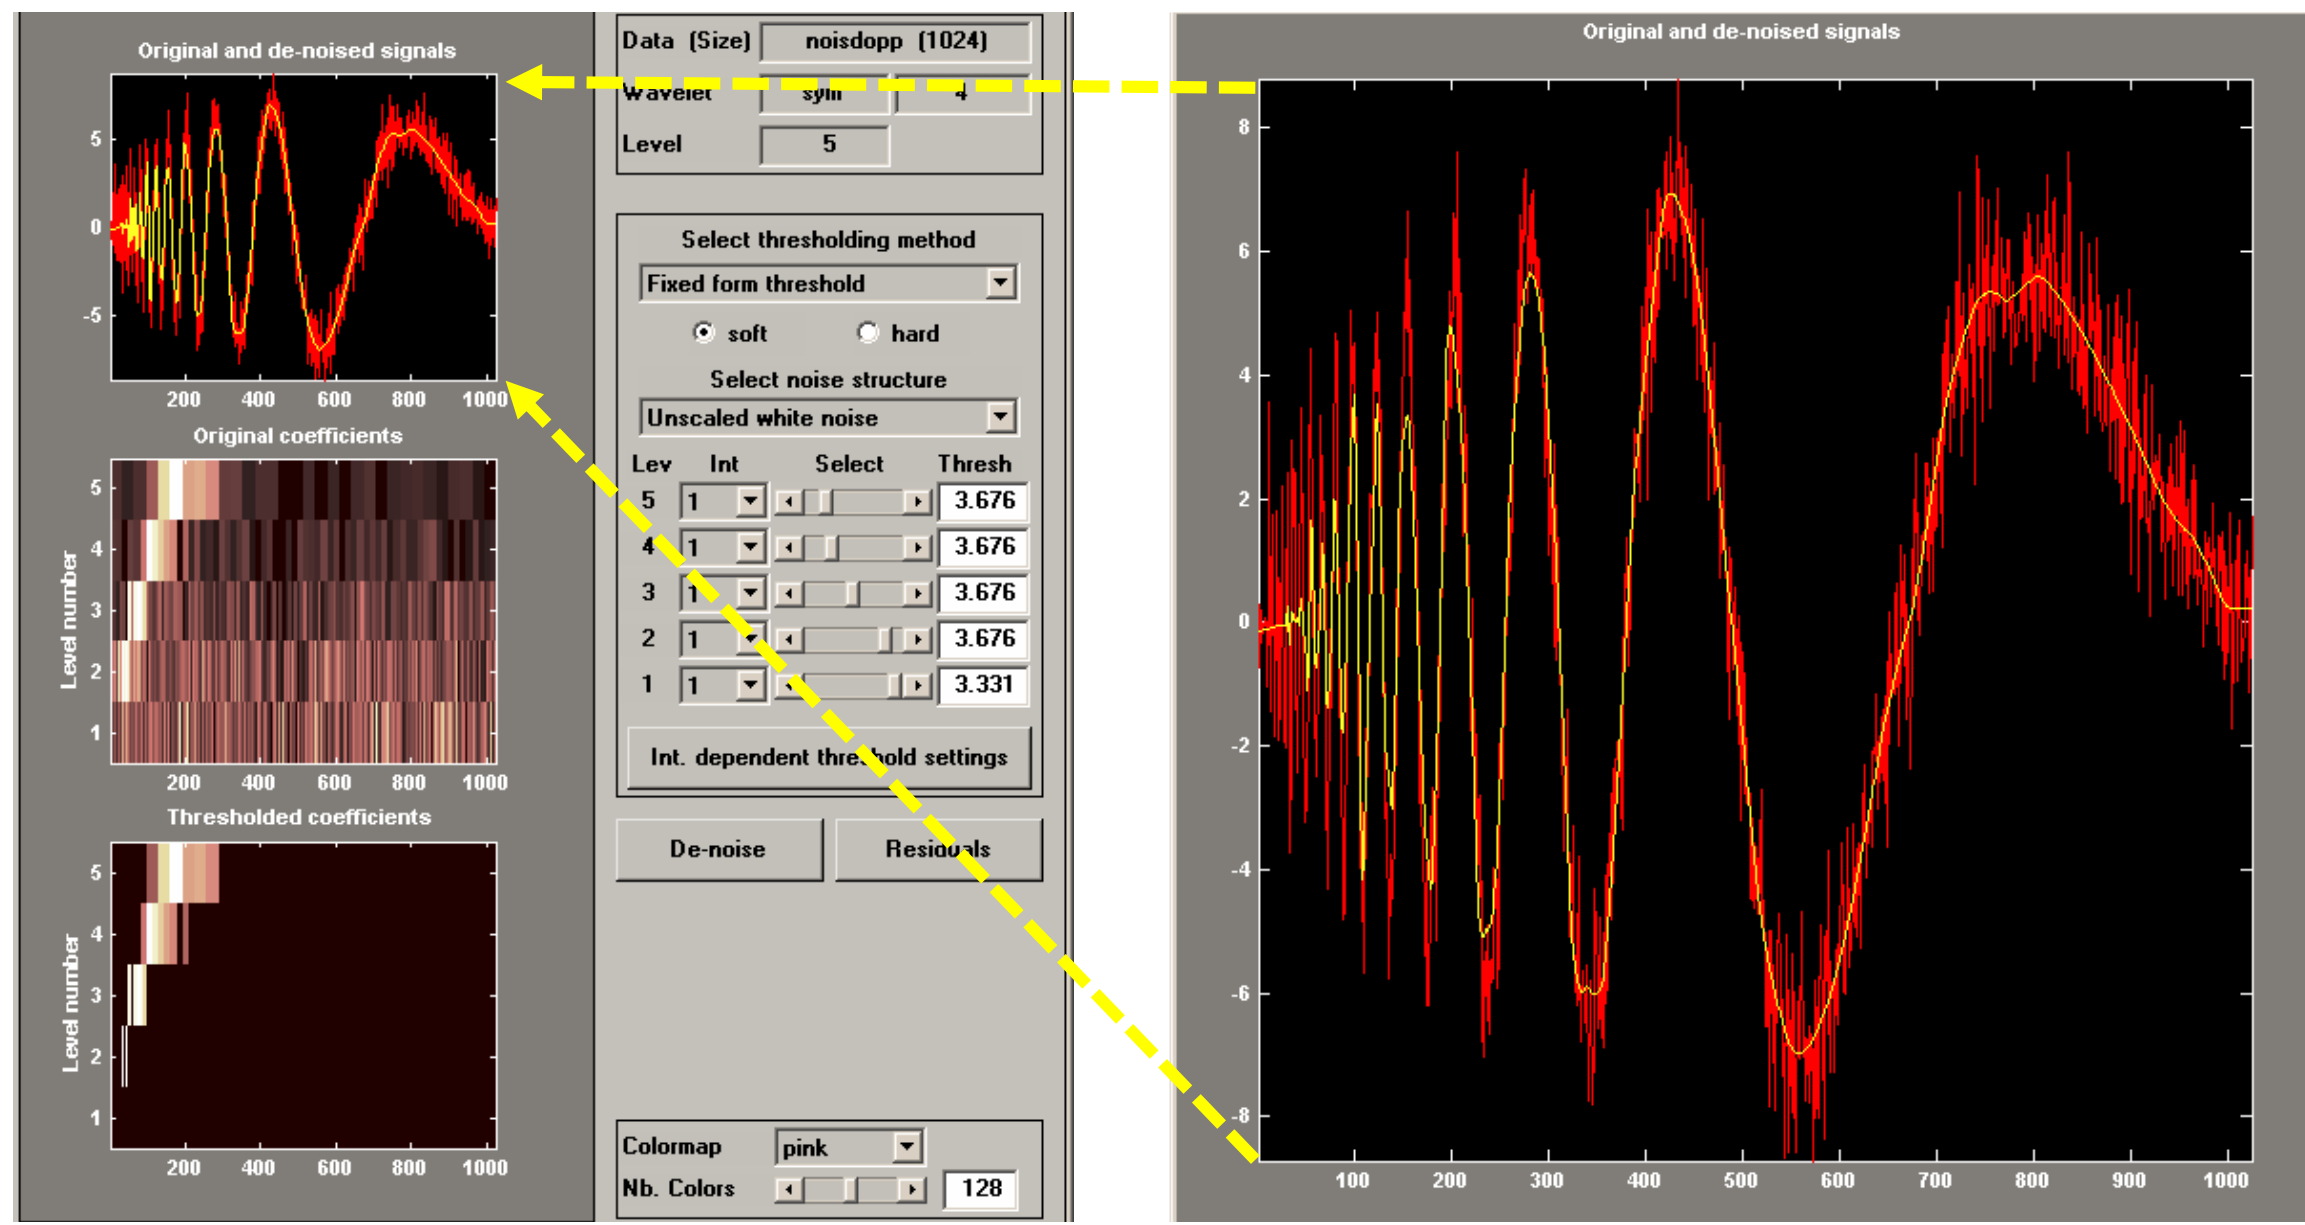 Original and de-noised signals
5
0
-5
200 400 600 800 1000
Original coefficients
Level number
5
4
3
2
1
200 400 600 800 1000
Thresholded coefficients
Level number
5
4
3
2
1
200 400 600 800 1000
Data (Size) noisdopp (1024)
Wavelet sym 4
Level 5
Select thresholding method
Fixed form threshold
soft hard
Select noise structure
Unscaled white noise
Lev Int Select Thresh
5 1 3.676
4 1 3.676
3 1 3.676
2 1 3.676
1 1 3.331
Int. dependent threshold settings
De-noise Residuals
Colormap pink
Nb. Colors 128
Original and de-noised signals
8
6
4
2
0
-2
-4
-6
-8
100 200 300 400 500 600 700 800 900 1000